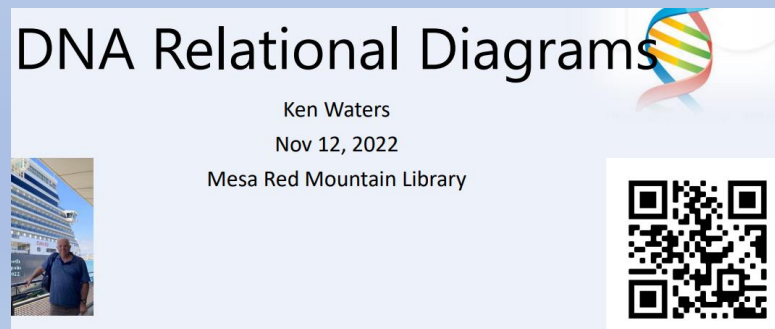 DNA Relational Diagrams
Ken Waters
Nov 12, 2022
Mesa Red Mountain Library